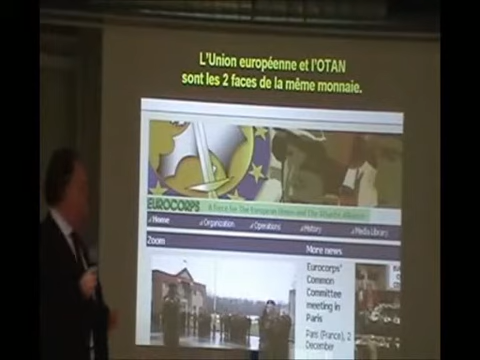 L'Union européenne et l'OTAN
sont les 2 faces de la même monnaie.
EUROCORPS A Force for The European Union and The Atlantic Alliance
Home Organization Operations History Media Library
Zoom
More news
Eurocorps'
Common
Committee
meeting in
Paris
Paris (France), 2
December